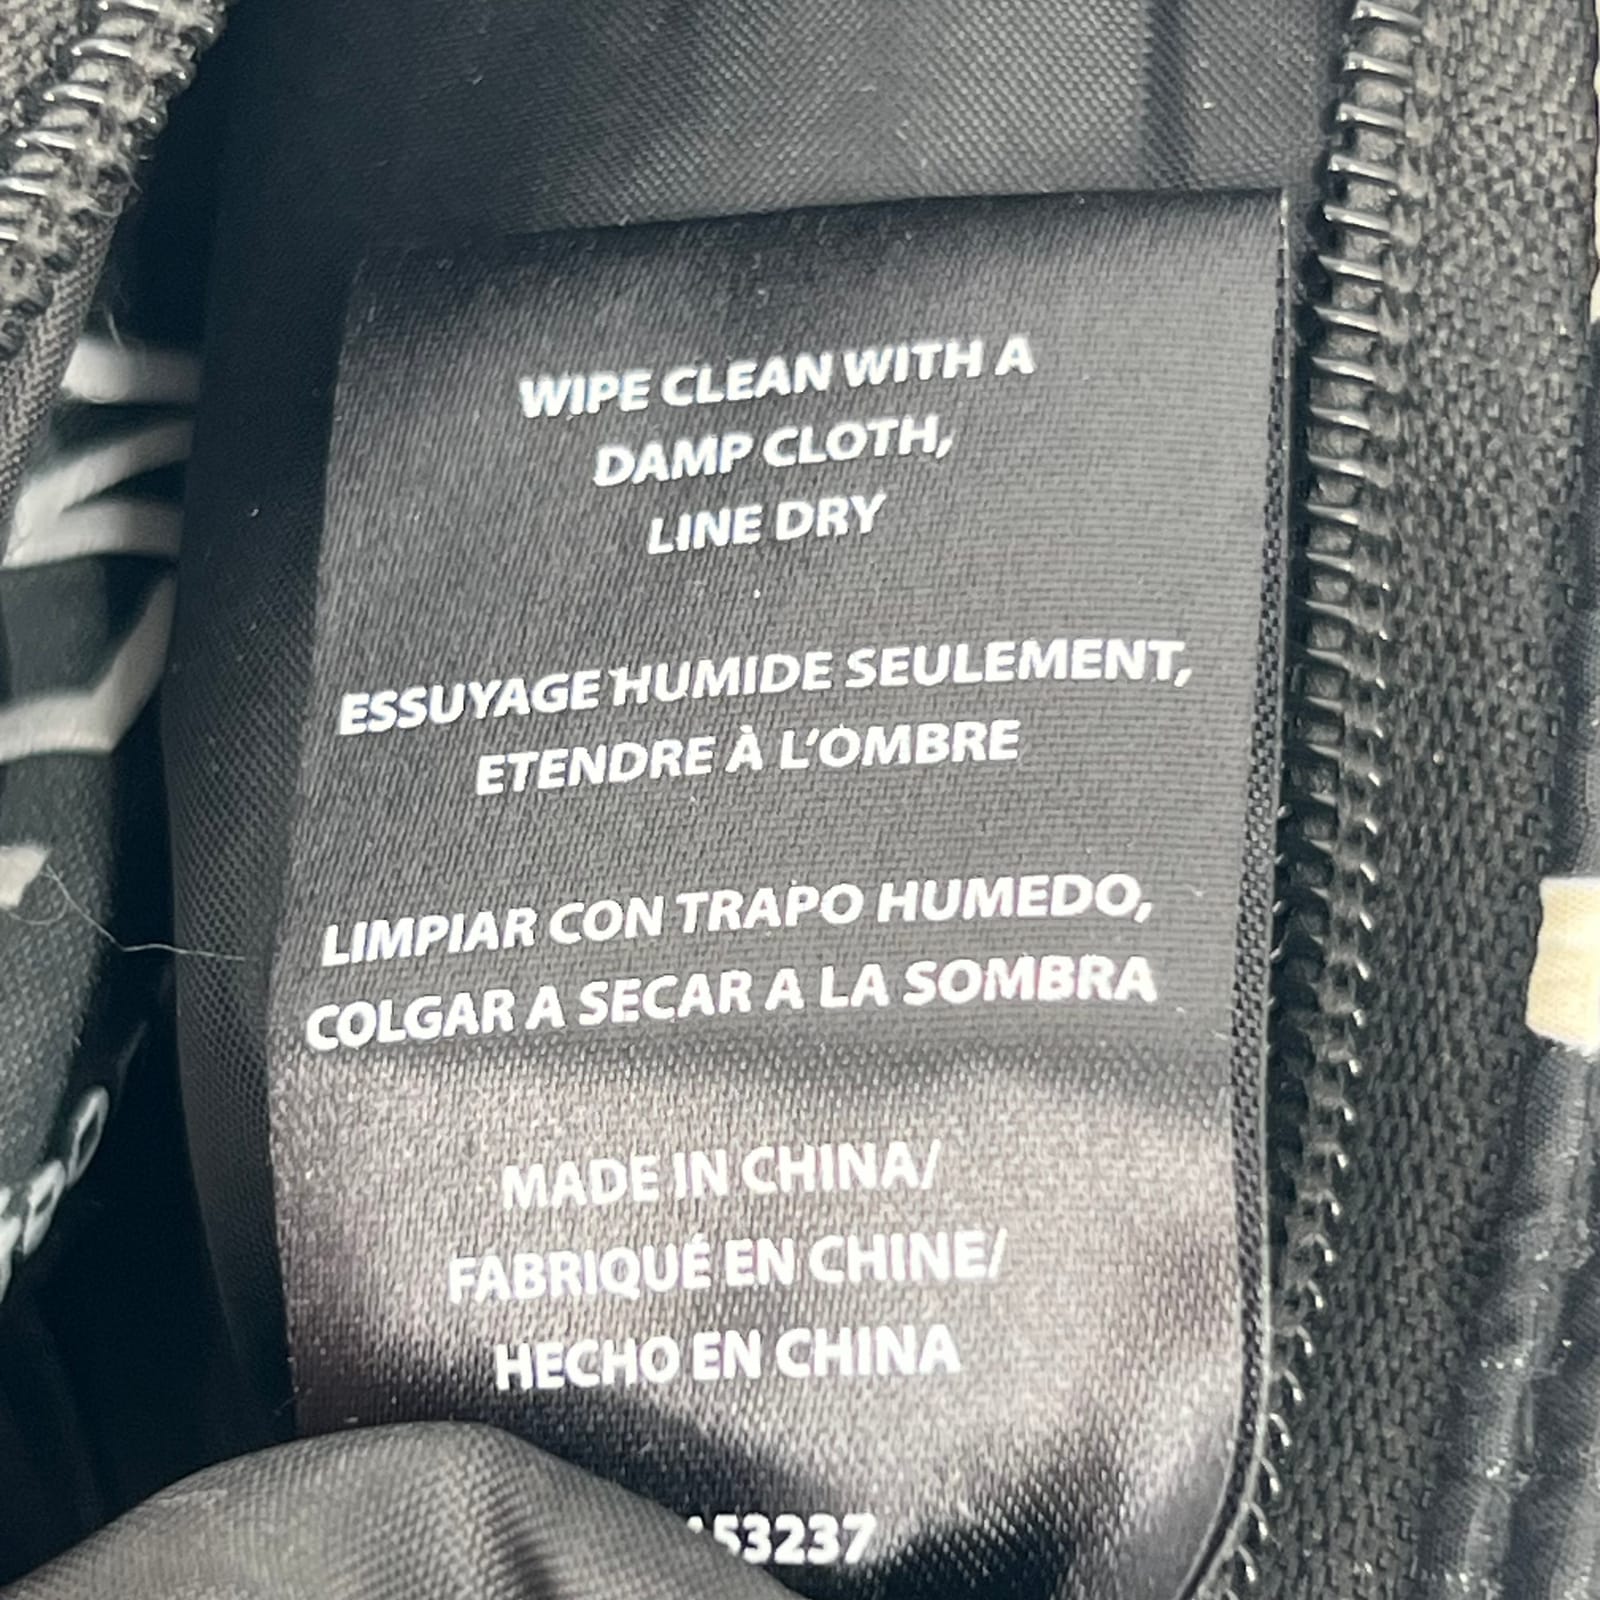 WIPE CLEAN WITH A
DAMP CLOTH,
LINE DRY
ESSUYAGE HUMIDE SEULEMENT,
ETENDRE À L'OMBRE
LIMPIAR CON TRAPO HUMEDO,
COLGAR A SECAR A LA SOMBRA
MADE IN CHINA/
FABRIQUÉ EN CHINE/
HECHO EN CHINA
53237